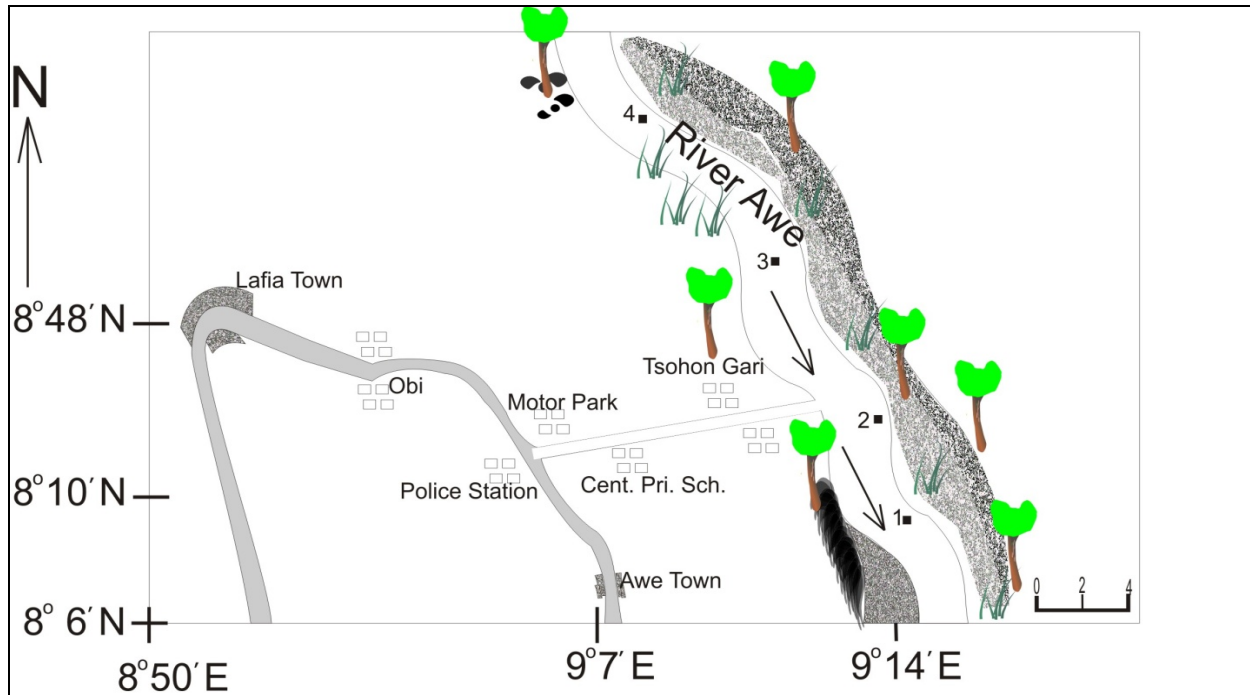 N
4
River Awe
3
Lafia Town
8°48′N
Tsohon Gari
Obi
Motor Park
2
8°10′N
Police Station
Cent. Pri. Sch.
1
Awe Town
0 2 4
8° 6′N
8°50′E
9°7′E
9°14′E